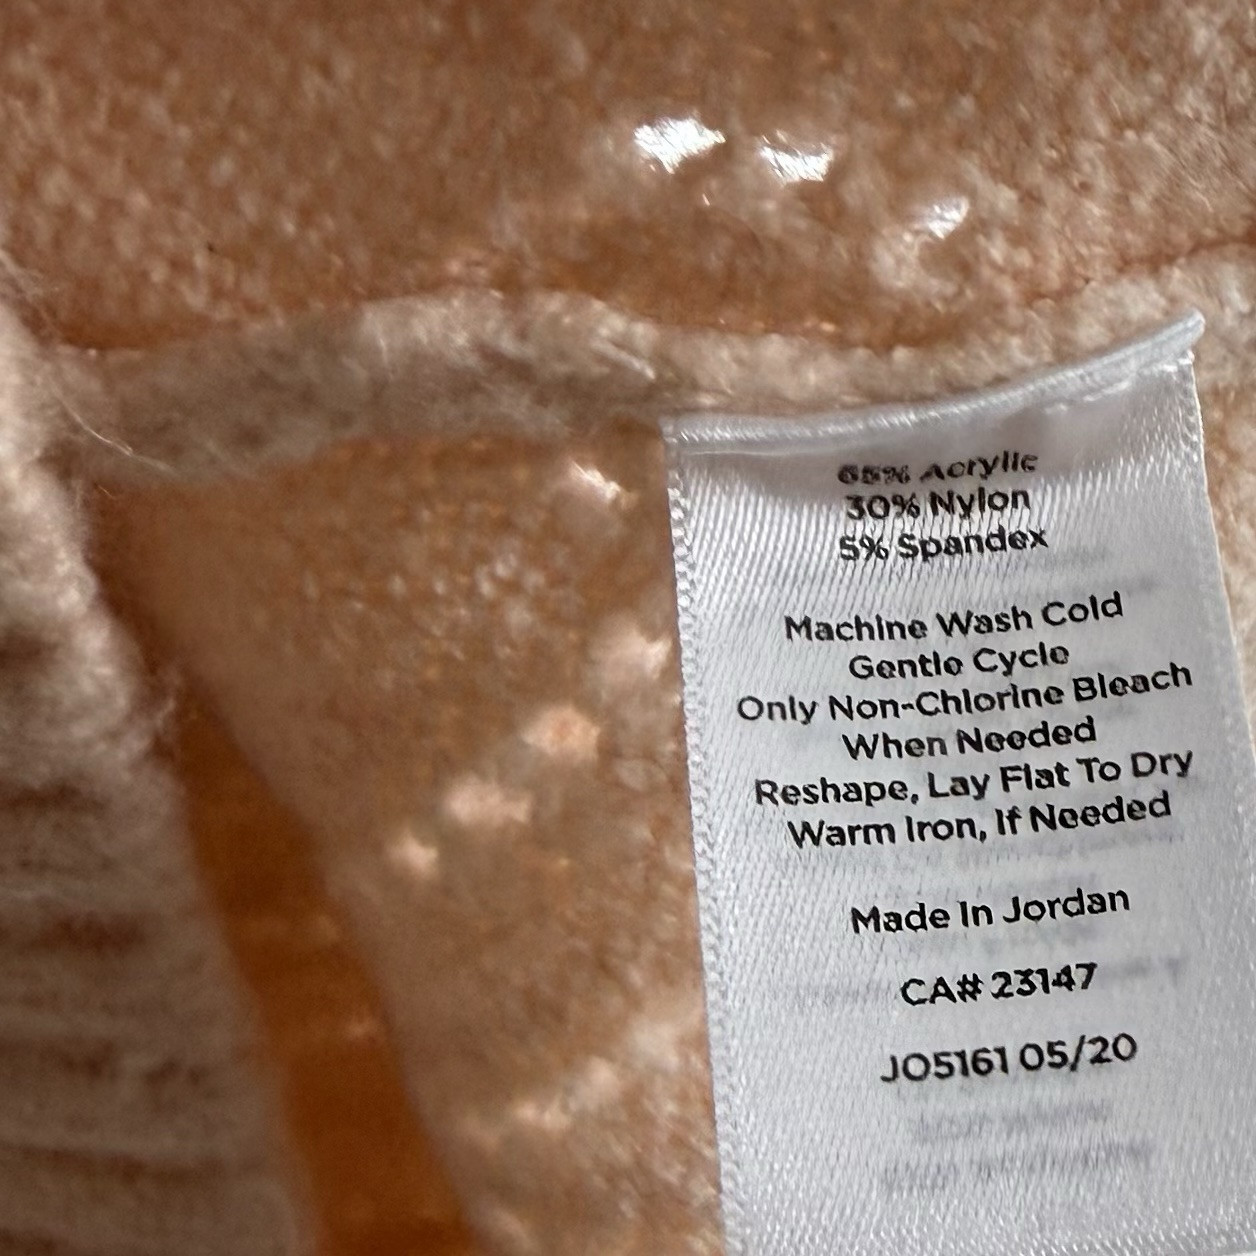 65% Acrylic
30% Nylon
5% Spandex
Machine Wash Cold
Gentle Cycle
Only Non-Chlorine Bleach
When Needed
Reshape, Lay Flat To Dry
Warm Iron, If Needed
Made In Jordan
CA# 23147
JO5161 05/20